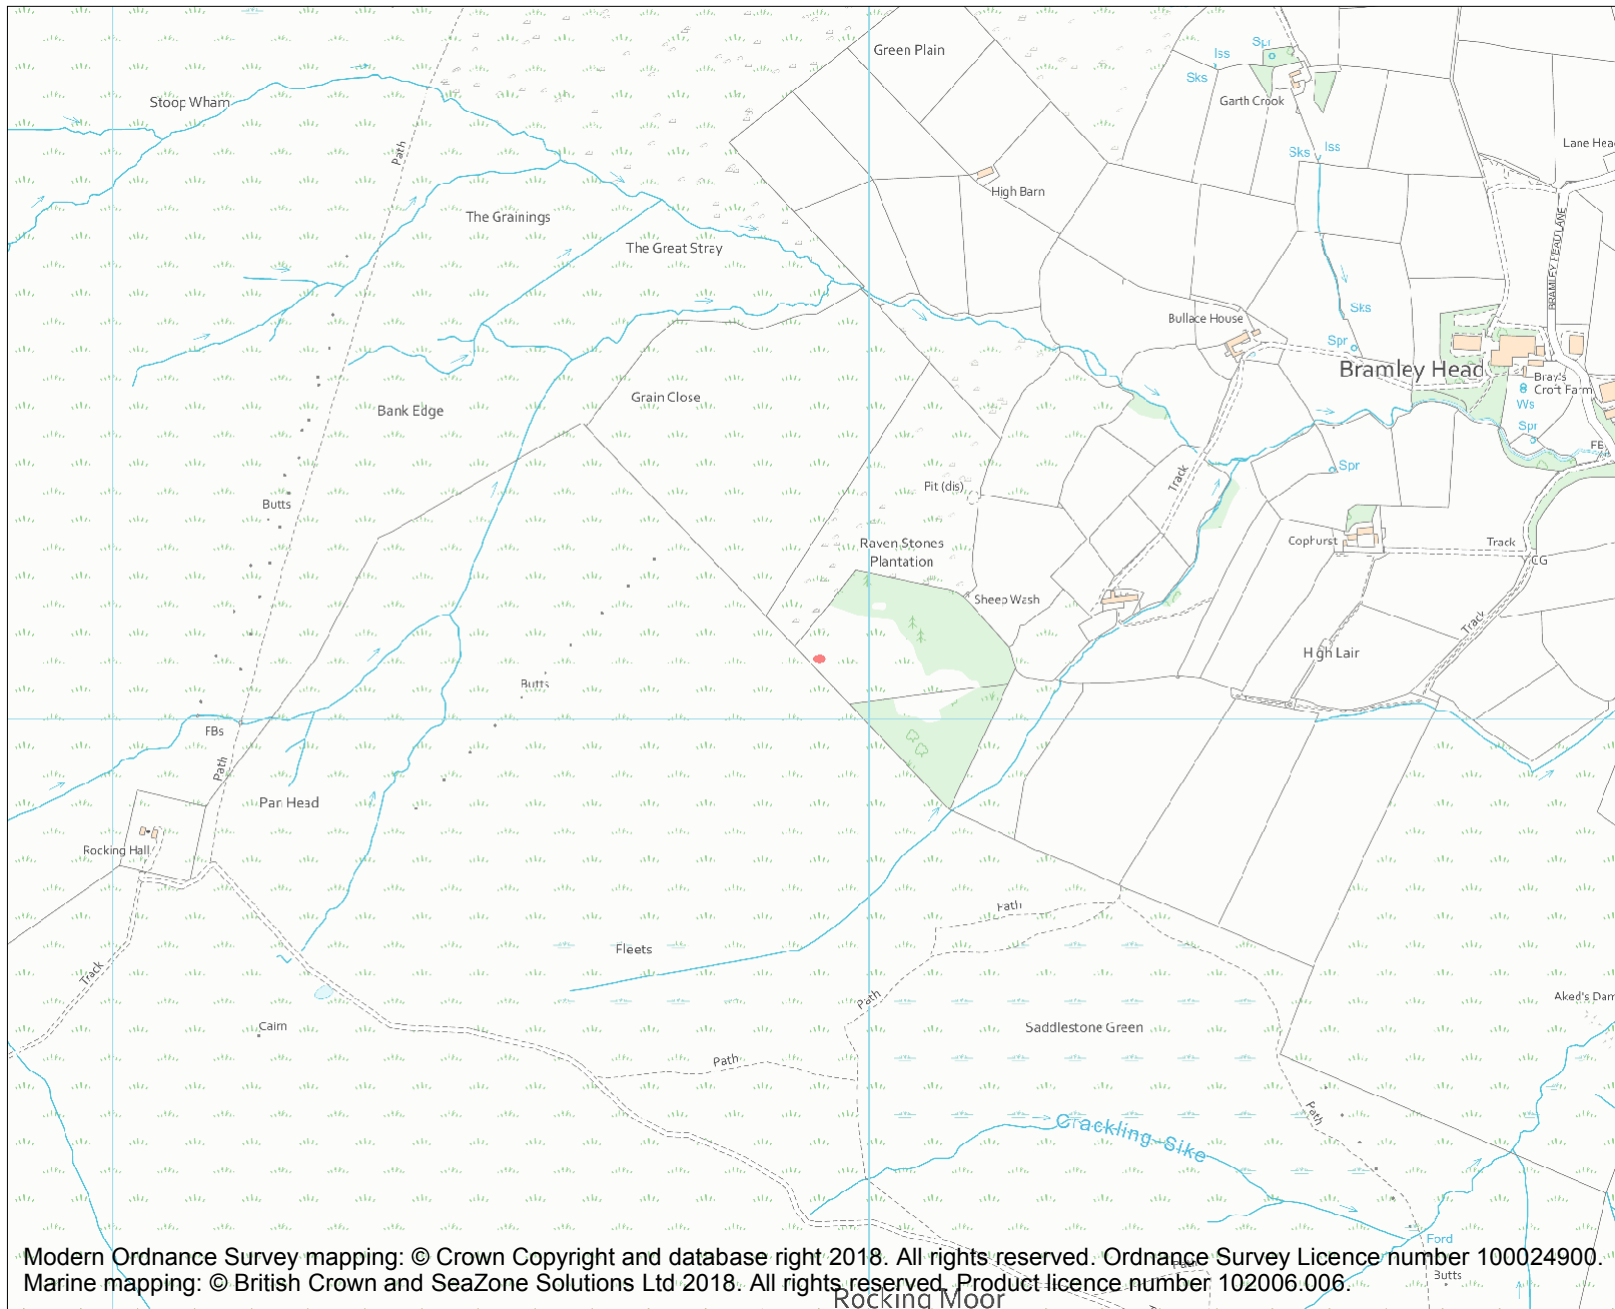 Green Plain
Spr
Iss
Sks
Garth Crook
Stoop Wham
Path
Sks
Iss
Lane Hea
High Barn
The Grainings
The Great Stray
BRAMLEY HEAD LANE
Sks
Bullace House
Spr
Bramley Head
Bray's
Croft Farm
Ws
Spr
FB
Grain Close
Bank Edge
Spr
Track
Pit (dis)
Butts
Raven Stones
Plantation
Cophurst
Track
CG
Sheep Wash
Track
High Lair
Butts
FBs
Path
Pan Head
Rocking Hall
Path
Fleets
Track
Path
Aked's Dam
Cairn
Saddlestone Green
Path
Path
Crackling Sike
Ford
Modern Ordnance Survey mapping: © Crown Copyright and database right 2018. All rights reserved. Ordnance Survey Licence number 100024900.
Marine mapping: © British Crown and SeaZone Solutions Ltd 2018. All rights reserved. Product licence number 102006.006.
Path
Butts
Rocking Moor